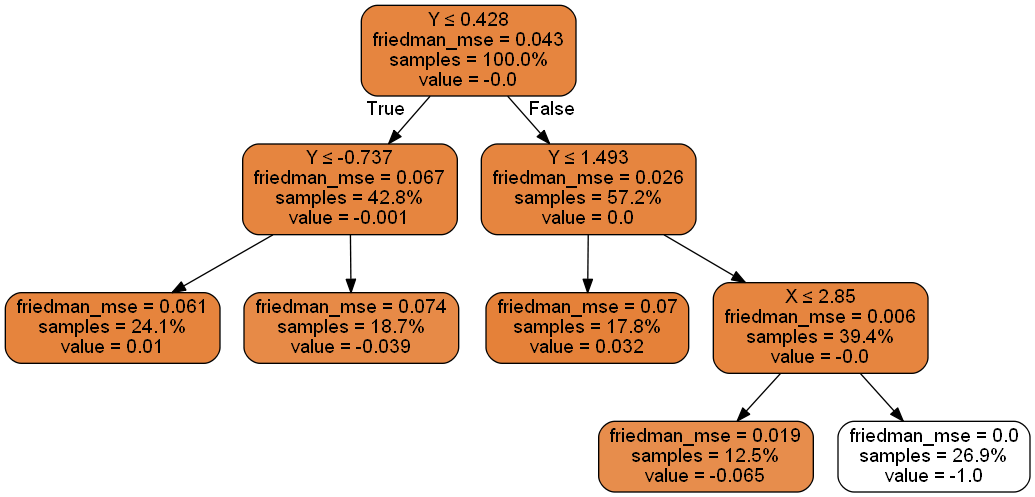 Y ≤ 0.428
friedman_mse = 0.043
samples = 100.0%
value = -0.0
True
False
Y ≤ -0.737
friedman_mse = 0.067
samples = 42.8%
value = -0.001
Y ≤ 1.493
friedman_mse = 0.026
samples = 57.2%
value = 0.0
friedman_mse = 0.061
samples = 24.1%
value = 0.01
friedman_mse = 0.074
samples = 18.7%
value = -0.039
friedman_mse = 0.07
samples = 17.8%
value = 0.032
X ≤ 2.85
friedman_mse = 0.006
samples = 39.4%
value = -0.0
friedman_mse = 0.019
samples = 12.5%
value = -0.065
friedman_mse = 0.0
samples = 26.9%
value = -1.0